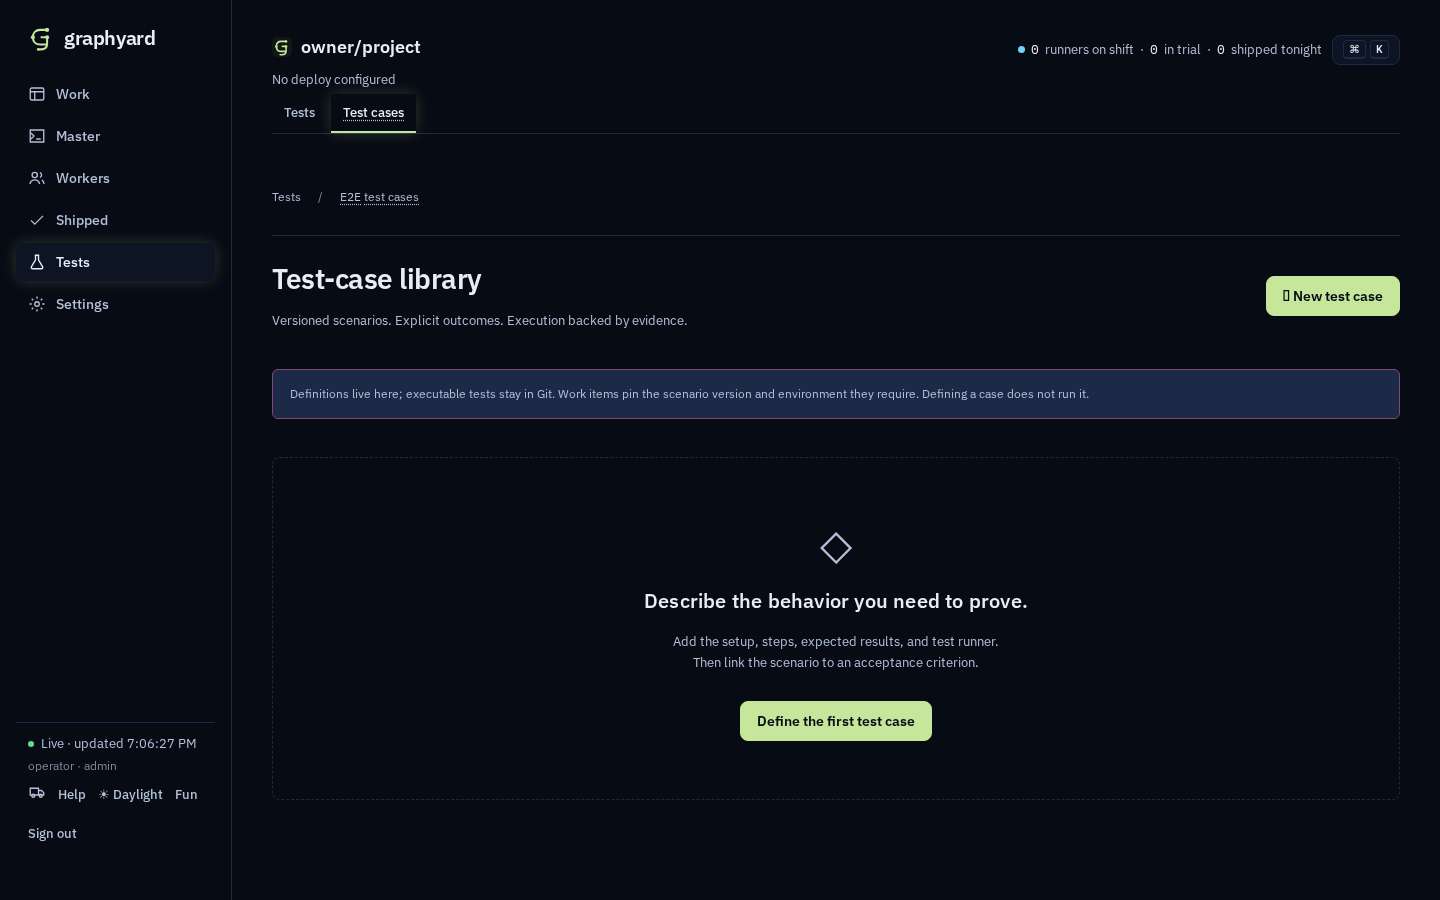 graphyard
Work
Master
Workers
Shipped
Tests
Settings
Live · updated 7:06:27 PM
operator · admin
Help ☀ Daylight Fun
Sign out
owner/project
0 runners on shift · 0 in trial · 0 shipped tonight ⌘ K
No deploy configured
Tests Test cases
Tests / E2E test cases
Test-case library
New test case
Versioned scenarios. Explicit outcomes. Execution backed by evidence.
Definitions live here; executable tests stay in Git. Work items pin the scenario version and environment they require. Defining a case does not run it.
Describe the behavior you need to prove.
Add the setup, steps, expected results, and test runner.
Then link the scenario to an acceptance criterion.
Define the first test case